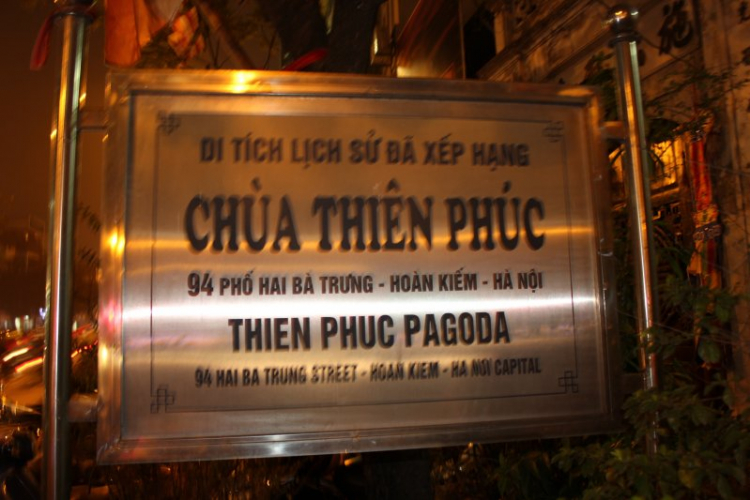 DI TÍCH LỊCH SỬ ĐÃ XẾP HẠNG
CHÙA THIÊN PHÚC
94 PHỐ HAI BÀ TRƯNG - HOÀN KIẾM - HÀ NỘI
THIEN PHUC PAGODA
94 HAI BA TRUNG STREET - HOAN KIEM - HA NOI CAPITAL
施